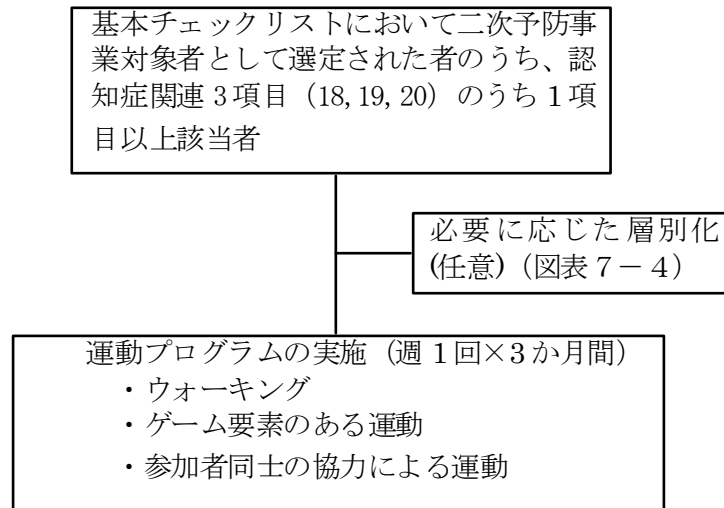 基本チェックリストにおいて二次予防事
業対象者として選定された者のうち、認
知症関連3項目（18,19,20）のうち１項
目以上該当者
必要に応じた層別化
(任意)（図表７－４）
運動プログラムの実施（週１回×３か月間）
・ウォーキング
・ゲーム要素のある運動
・参加者同士の協力による運動